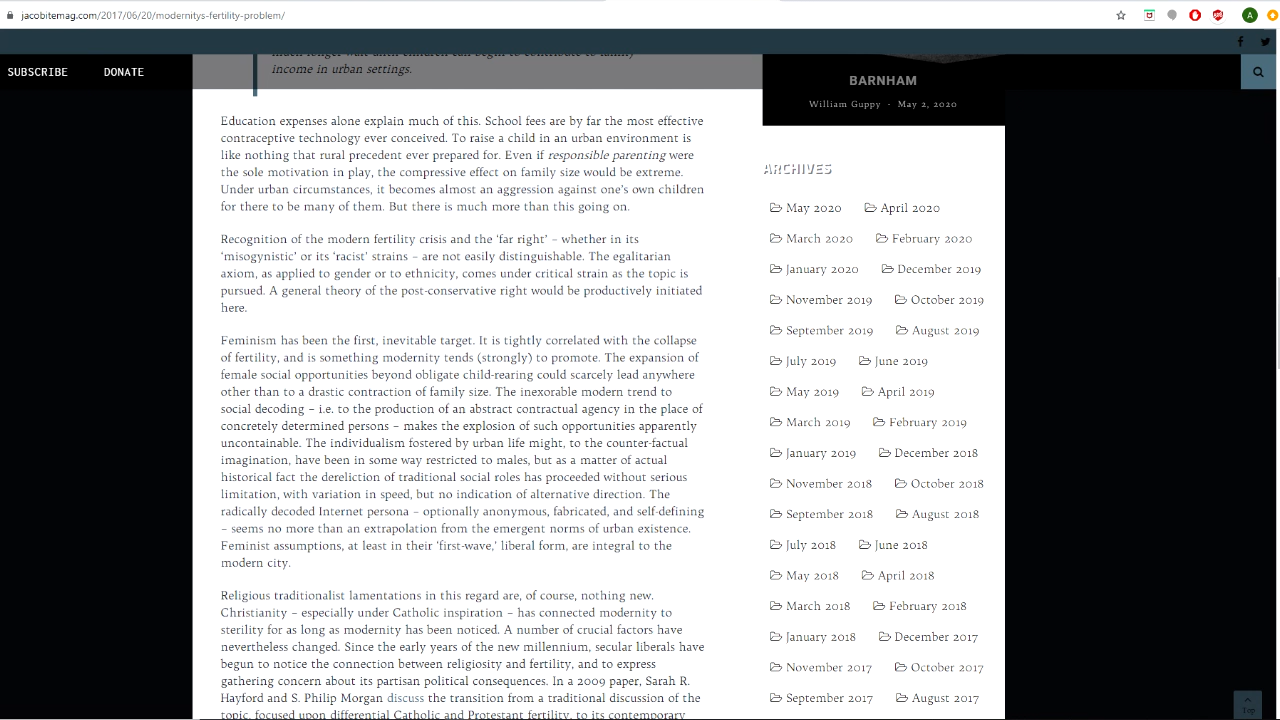 jacobitemag.com/2017/06/20/modernitys-fertility-problem/
SUBSCRIBE
DONATE
income in urban settings.
Education expenses alone explain much of this. School fees are by far the most effective
contraceptive technology ever conceived. To raise a child in an urban environment is
like nothing that rural precedent ever prepared for. Even if responsible parenting were
the sole motivation in play, the compressive effect on family size would be extreme.
Under urban circumstances, it becomes almost an aggression against one's own children
for there to be many of them. But there is much more than this going on.
Recognition of the modern fertility crisis and the 'far right' – whether in its
'misogynistic' or its 'racist' strains – are not easily distinguishable. The egalitarian
axiom, as applied to gender or to ethnicity, comes under critical strain as the topic is
pursued. A general theory of the post-conservative right would be productively initiated
here.
Feminism has been the first, inevitable target. It is tightly correlated with the collapse
of fertility, and is something modernity tends (strongly) to promote. The expansion of
female social opportunities beyond obligate child-rearing could scarcely lead anywhere
other than to a drastic contraction of family size. The inexorable modern trend to
social decoding – i.e. to the production of an abstract contractual agency in the place of
concretely determined persons – makes the explosion of such opportunities apparently
uncontainable. The individualism fostered by urban life might, to the counter-factual
imagination, have been in some way restricted to males, but as a matter of actual
historical fact the dereliction of traditional social roles has proceeded without serious
limitation, with variation in speed, but no indication of alternative direction. The
radically decoded Internet persona – optionally anonymous, fabricated, and self-defining
– seems no more than an extrapolation from the emergent norms of urban existence.
Feminist assumptions, at least in their 'first-wave,' liberal form, are integral to the
modern city.
Religious traditionalist lamentations in this regard are, of course, nothing new.
Christianity – especially under Catholic inspiration – has connected modernity to
sterility for as long as modernity has been noticed. A number of crucial factors have
nevertheless changed. Since the early years of the new millennium, secular liberals have
begun to notice the connection between religiosity and fertility, and to express
gathering concern about its partisan political consequences. In a 2009 paper, Sarah R.
Hayford and S. Philip Morgan discuss the transition from a traditional discussion of the
topic, focused upon differential Catholic and Protestant fertility, to its contemporary
BARNHAM
William Guppy - May 2, 2020
ARCHIVES
May 2020 April 2020
March 2020 February 2020
January 2020 December 2019
November 2019 October 2019
September 2019 August 2019
July 2019 June 2019
May 2019 April 2019
March 2019 February 2019
January 2019 December 2018
November 2018 October 2018
September 2018 August 2018
July 2018 June 2018
May 2018 April 2018
March 2018 February 2018
January 2018 December 2017
November 2017 October 2017
September 2017 August 2017
Top